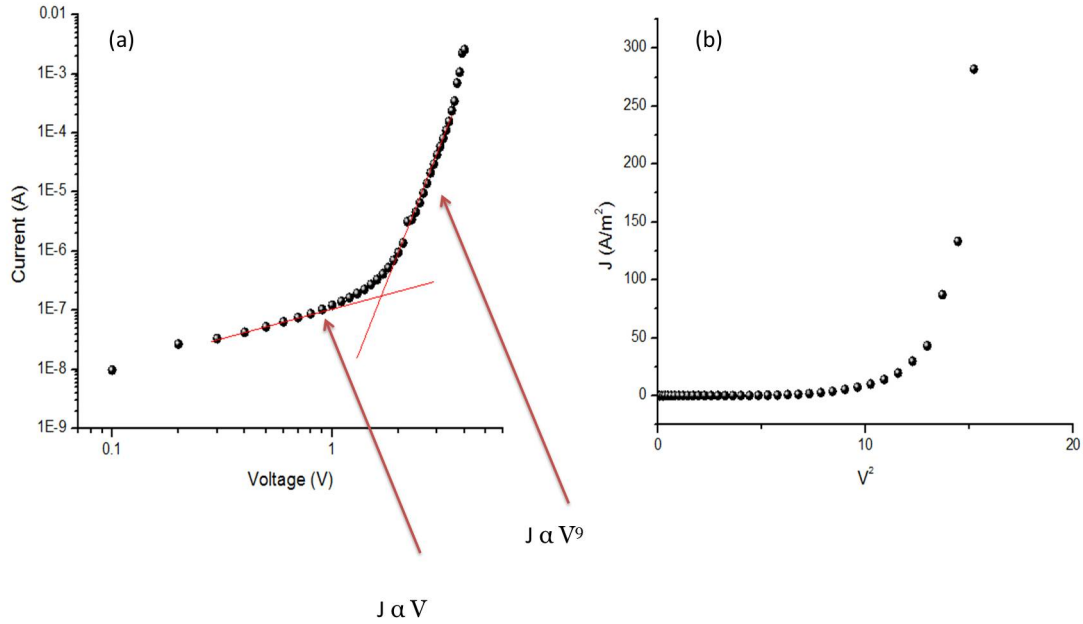 (a)
0.01
1E-3
1E-4
1E-5
1E-6
1E-7
1E-8
1E-9
Current (A)
0.1
1
Voltage (V)
J α V⁹
J α V
(b)
300
250
200
150
100
50
0
J (A/m²)
0
10
20
V²